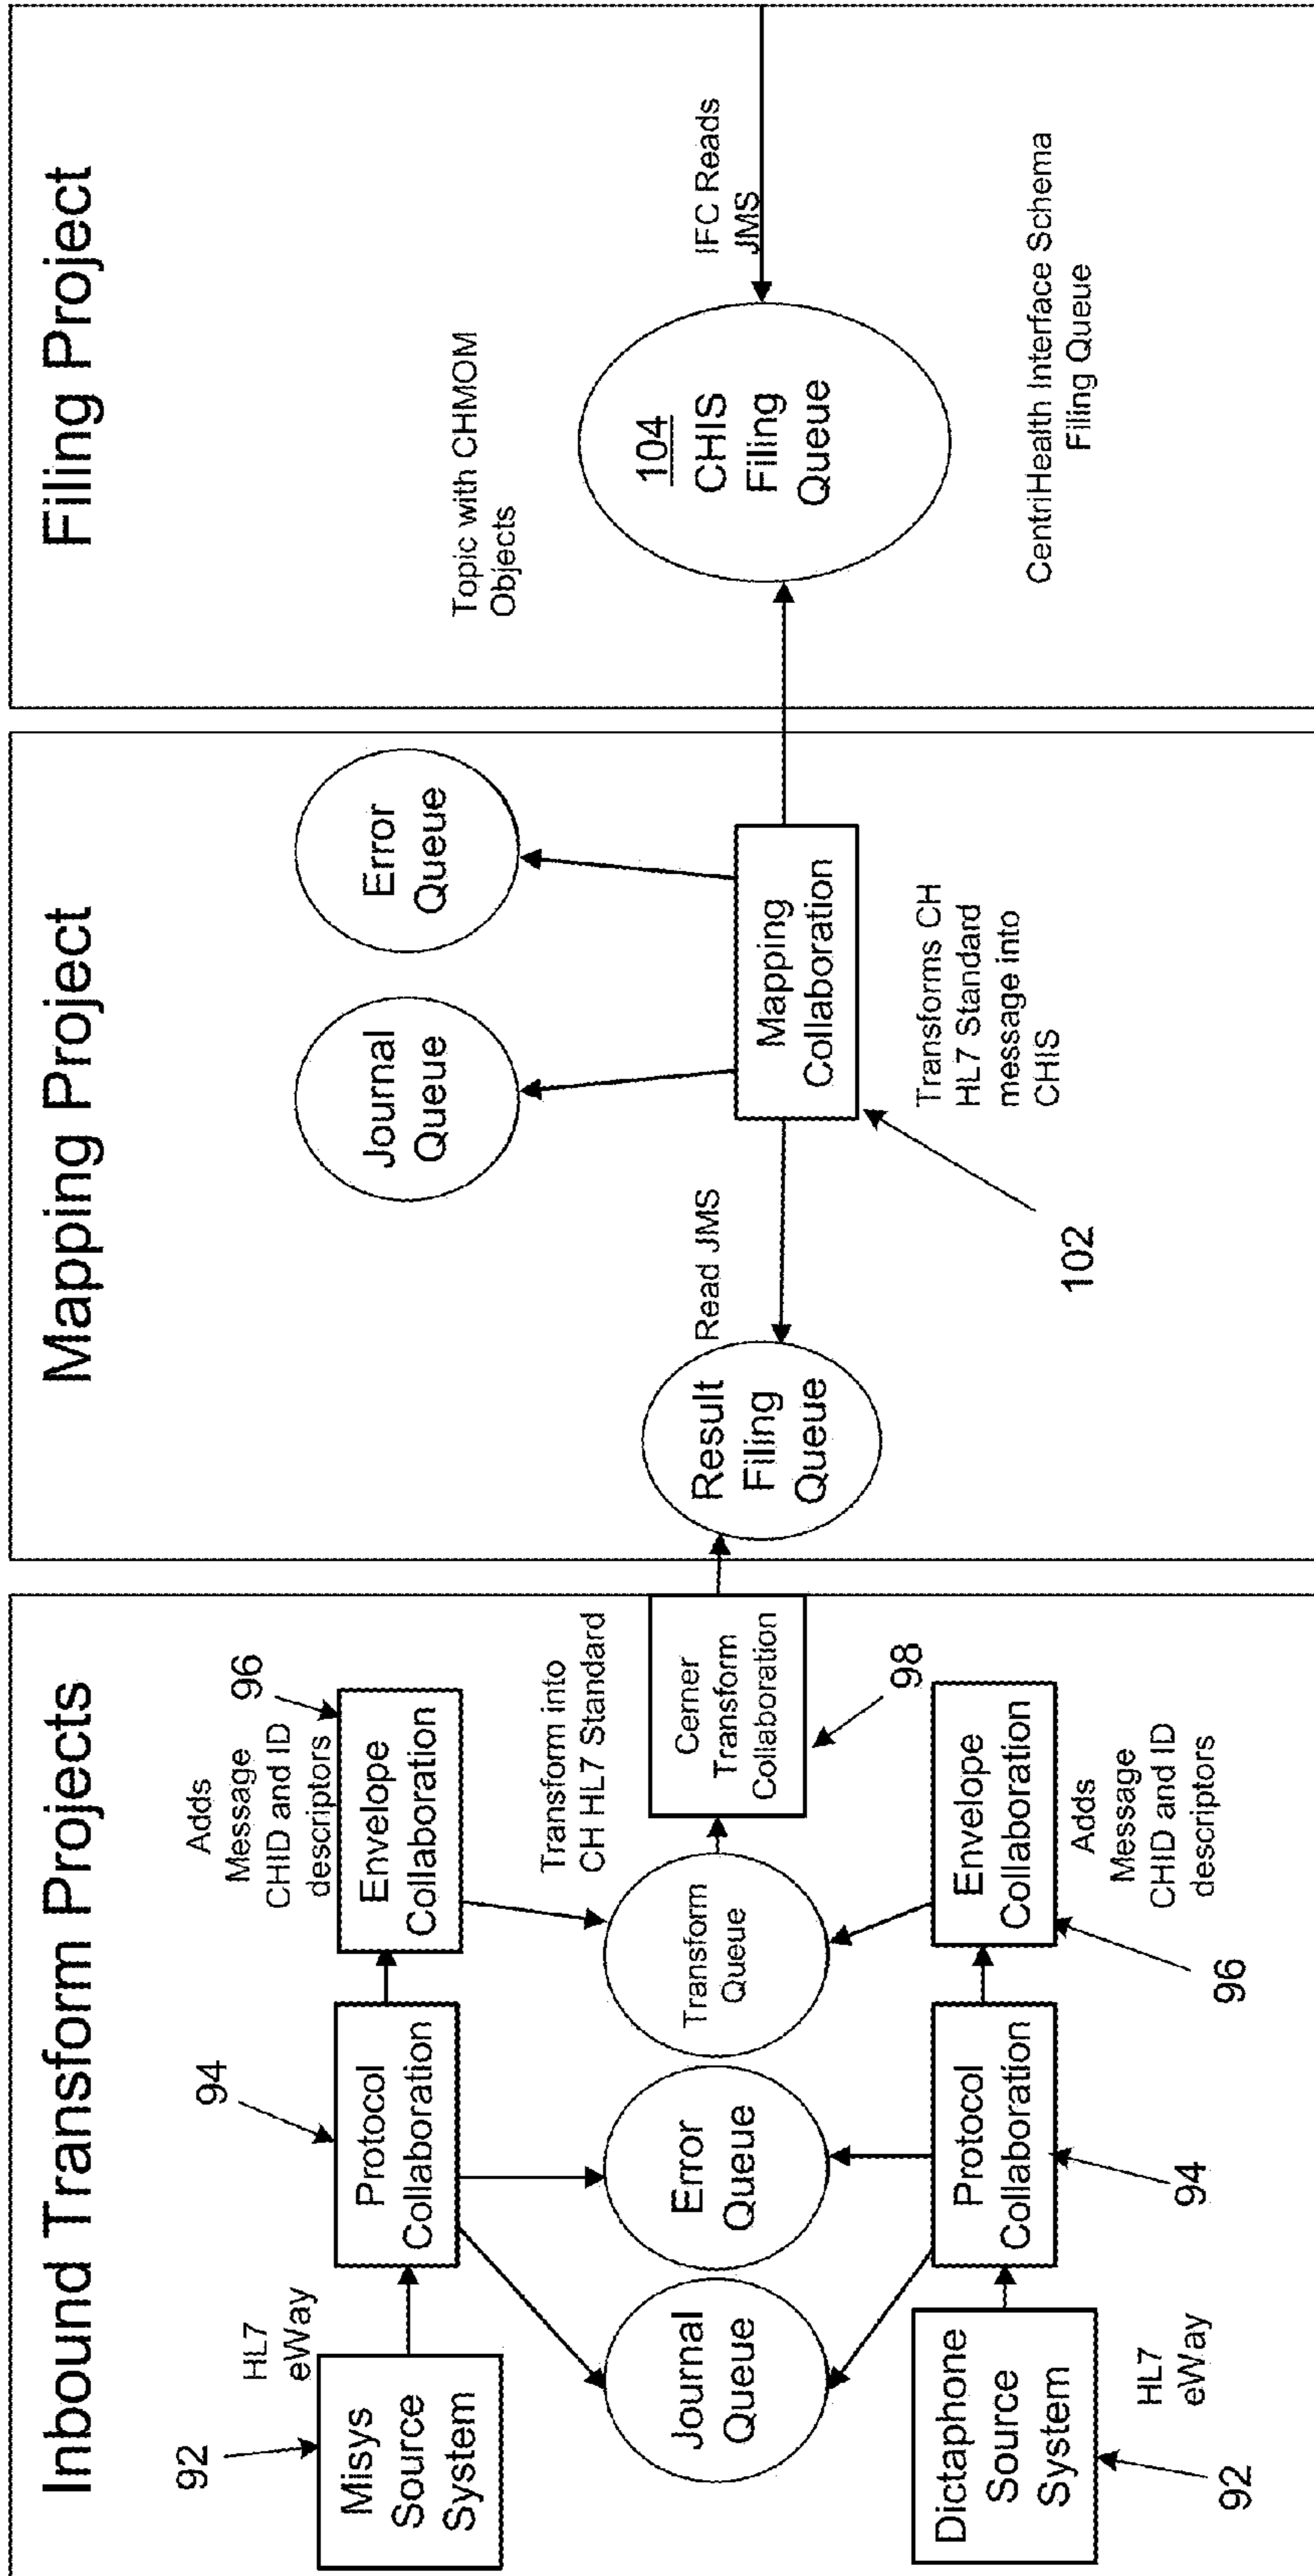 Inbound Transform Projects
92
Misys
Source
System
HL7
eWay
94
Protocol
Collaboration
Adds
Message
CHID and ID
descriptors
96
Envelope
Collaboration
Journal
Queue
Error
Queue
Transform
Queue
Transform into
CH HL7 Standard
Cerner
Transform
Collaboration
98
Dictaphone
Source
System
92
HL7
eWay
Protocol
Collaboration
94
Envelope
Collaboration
96
Adds
Message
CHID and ID
descriptors
Mapping Project
Journal
Queue
Error
Queue
Result
Filing
Queue
Read JMS
Mapping
Collaboration
102
Transforms CH
HL7 Standard
message into
CHIS
Filing Project
Topic with CHMOM
Objects
104
CHIS
Filing
Queue
IFC Reads
JMS
CentriHealth Interface Schema
Filing Queue